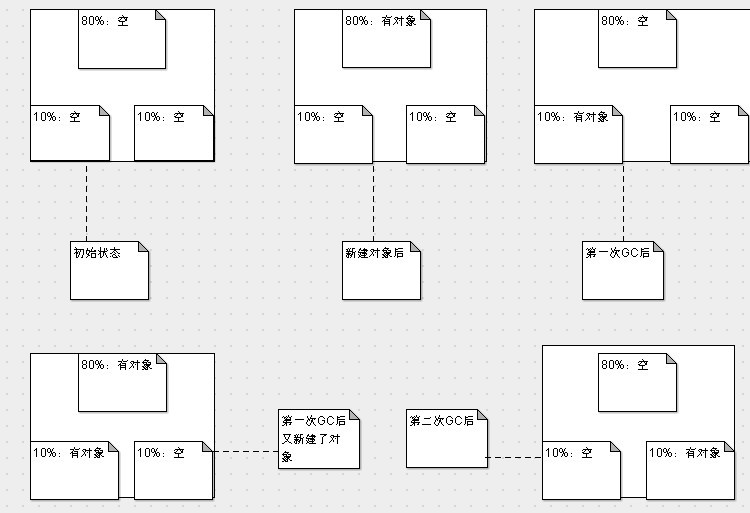 80%：空
10%：空
10%：空
初始状态
80%：有对象
10%：空
10%：空
新建对象后
80%：空
10%：有对象
10%：空
第一次GC后
80%：有对象
10%：有对象
10%：空
第一次GC后
又新建了对
象
第二次GC后
80%：空
10%：空
10%：有对象